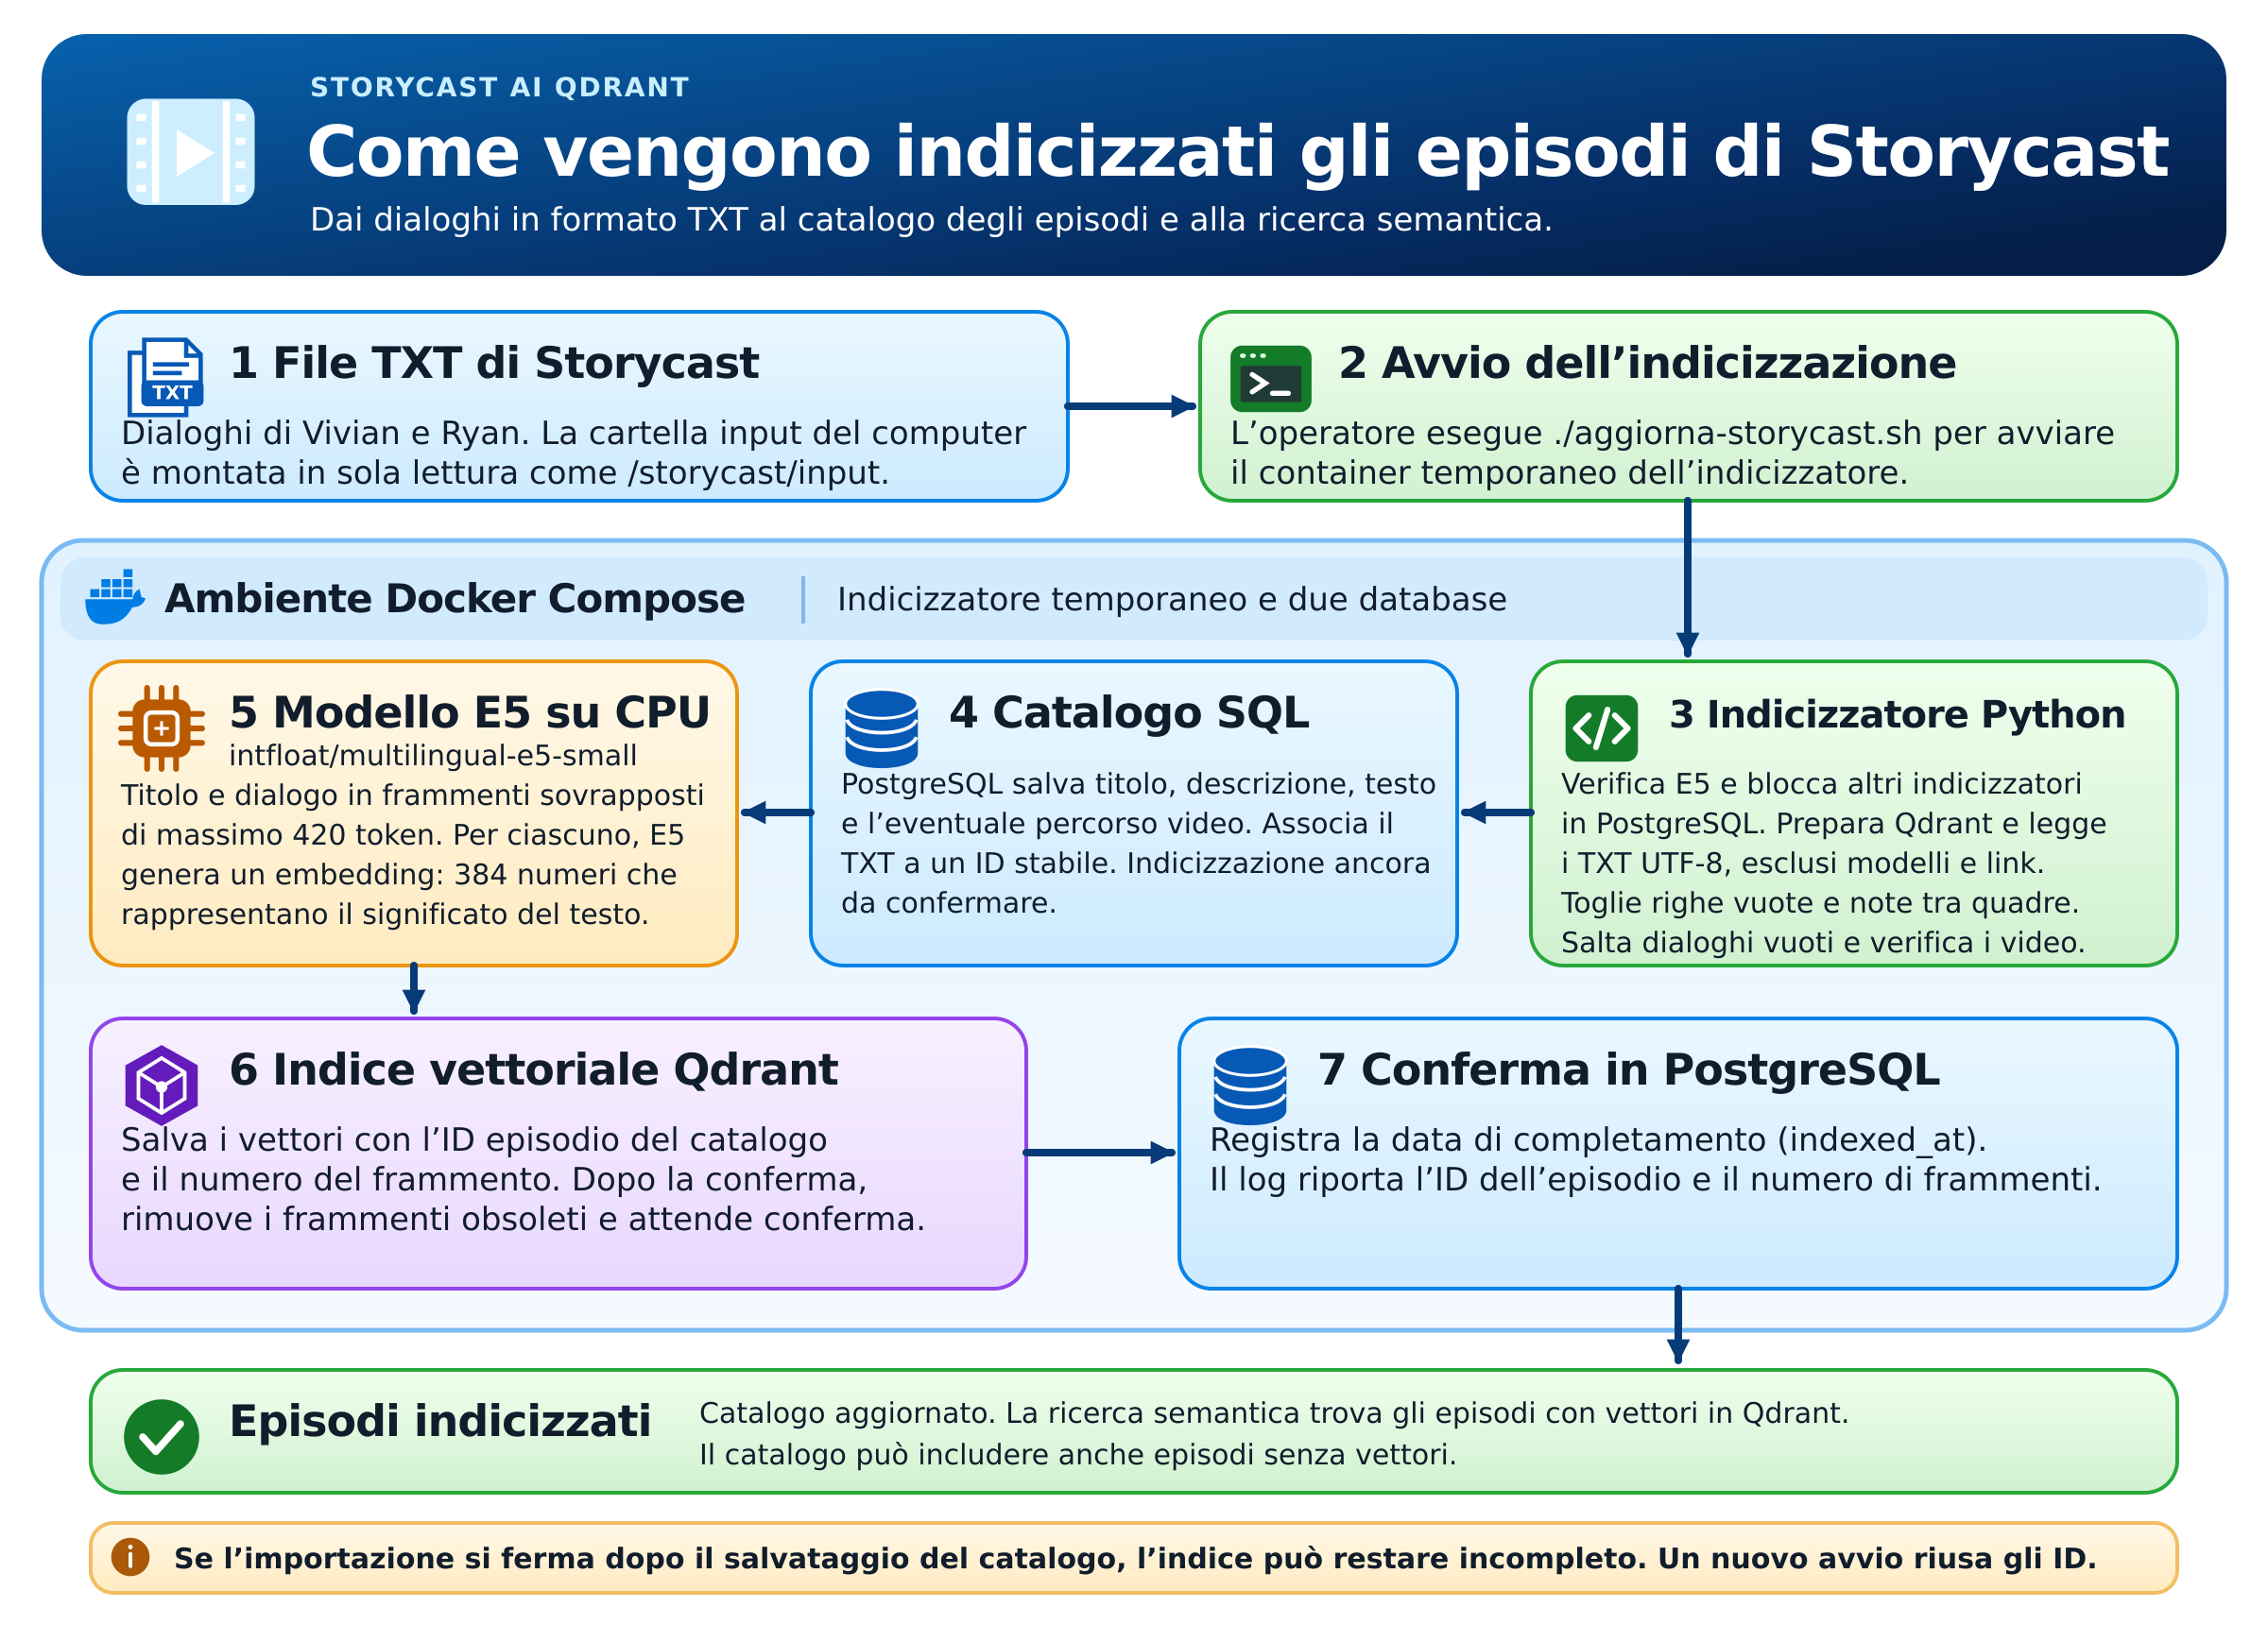 STORYCAST AI QDRANT
Come vengono indicizzati gli episodi di Storycast
Dai dialoghi in formato TXT al catalogo degli episodi e alla ricerca semantica.
TXT
1 File TXT di Storycast
Dialoghi di Vivian e Ryan. La cartella input del computer
è montata in sola lettura come /storycast/input.
2 Avvio dell’indicizzazione
L’operatore esegue ./aggiorna-storycast.sh per avviare
il container temporaneo dell’indicizzatore.
Ambiente Docker Compose
Indicizzatore temporaneo e due database
3 Indicizzatore Python
Verifica E5 e blocca altri indicizzatori
in PostgreSQL. Prepara Qdrant e legge
i TXT UTF-8, esclusi modelli e link.
Toglie righe vuote e note tra quadre.
Salta dialoghi vuoti e verifica i video.
4 Catalogo SQL
PostgreSQL salva titolo, descrizione, testo
e l’eventuale percorso video. Associa il
TXT a un ID stabile. Indicizzazione ancora
da confermare.
5 Modello E5 su CPU
intfloat/multilingual-e5-small
Titolo e dialogo in frammenti sovrapposti
di massimo 420 token. Per ciascuno, E5
genera un embedding: 384 numeri che
rappresentano il significato del testo.
6 Indice vettoriale Qdrant
Salva i vettori con l’ID episodio del catalogo
e il numero del frammento. Dopo la conferma,
rimuove i frammenti obsoleti e attende conferma.
7 Conferma in PostgreSQL
Registra la data di completamento (indexed_at).
Il log riporta l’ID dell’episodio e il numero di frammenti.
Episodi indicizzati
Catalogo aggiornato. La ricerca semantica trova gli episodi con vettori in Qdrant.
Il catalogo può includere anche episodi senza vettori.
Se l’importazione si ferma dopo il salvataggio del catalogo, l’indice può restare incompleto. Un nuovo avvio riusa gli ID.